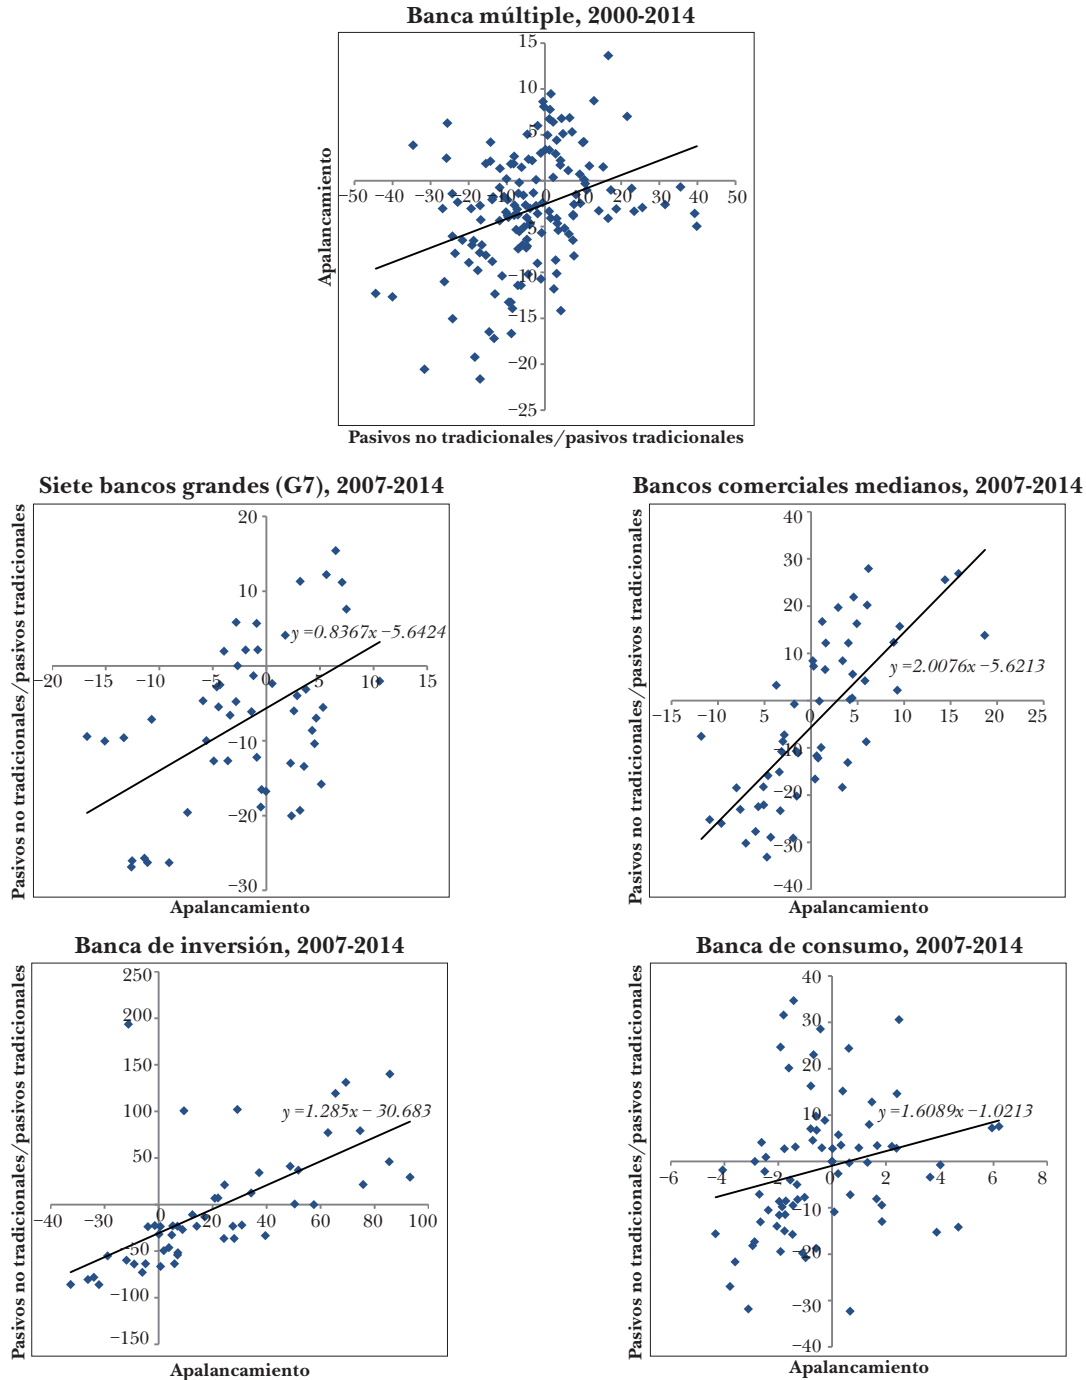 Banca múltiple, 2000-2014
Apalancamiento
15
10
5
−50 −40 −30 −20 −10 0 10 20 30 40 50
−5
−10
−15
−20
−25
Pasivos no tradicionales/pasivos tradicionales
Siete bancos grandes (G7), 2007-2014
Pasivos no tradicionales/pasivos tradicionales
20
10
y=0.8367x−5.6424
−20 −15 −10 −5 0 5 10 15
−10
−20
−30
Apalancamiento
Bancos comerciales medianos, 2007-2014
Pasivos no tradicionales/pasivos tradicionales
40
30
20
10
y=2.0076x−5.6213
−15 −10 5 0 5 10 15 20 25
−10
−20
−30
−40
Apalancamiento
Banca de inversión, 2007-2014
Pasivos no tradicionales/pasivos tradicionales
250
200
150
100
y=1.285x−30.683
50
−40 −30 0 20 40 60 80 100
−50
−100
−150
Apalancamiento
Banca de consumo, 2007-2014
Pasivos no tradicionales/pasivos tradicionales
40
30
20
10
y=1.6089x−1.0213
−6 −4 −2 0 2 4 6 8
−10
−20
−30
−40
Apalancamiento